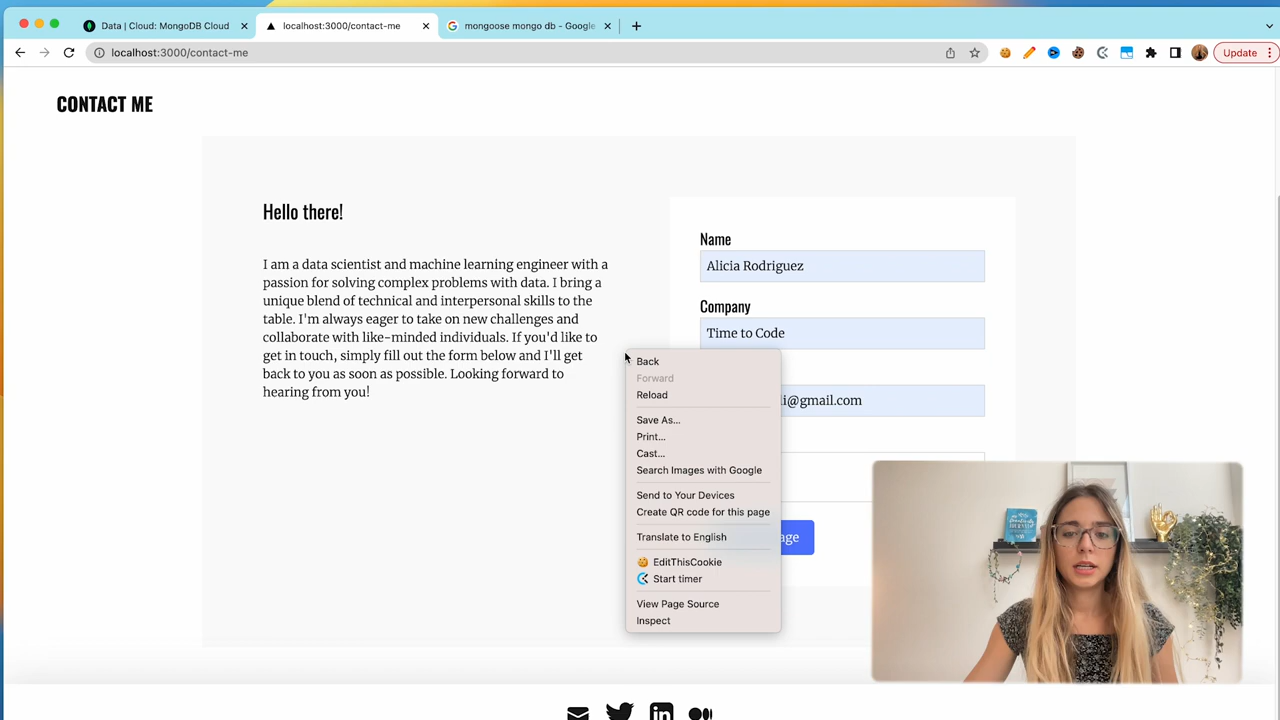 Data | Cloud: MongoDB Cloud
localhost:3000/contact-me
mongoose mongo db - Google
localhost:3000/contact-me
Update
CONTACT ME
Hello there!
I am a data scientist and machine learning engineer with a
passion for solving complex problems with data. I bring a
unique blend of technical and interpersonal skills to the
table. I'm always eager to take on new challenges and
collaborate with like-minded individuals. If you'd like to
get in touch, simply fill out the form below and I'll get
back to you as soon as possible. Looking forward to
hearing from you!
Name
Alicia Rodriguez
Company
Time to Code
li@gmail.com
age
Back
Forward
Reload
Save As...
Print...
Cast...
Search Images with Google
Send to Your Devices
Create QR code for this page
Translate to English
EditThisCookie
Start timer
View Page Source
Inspect